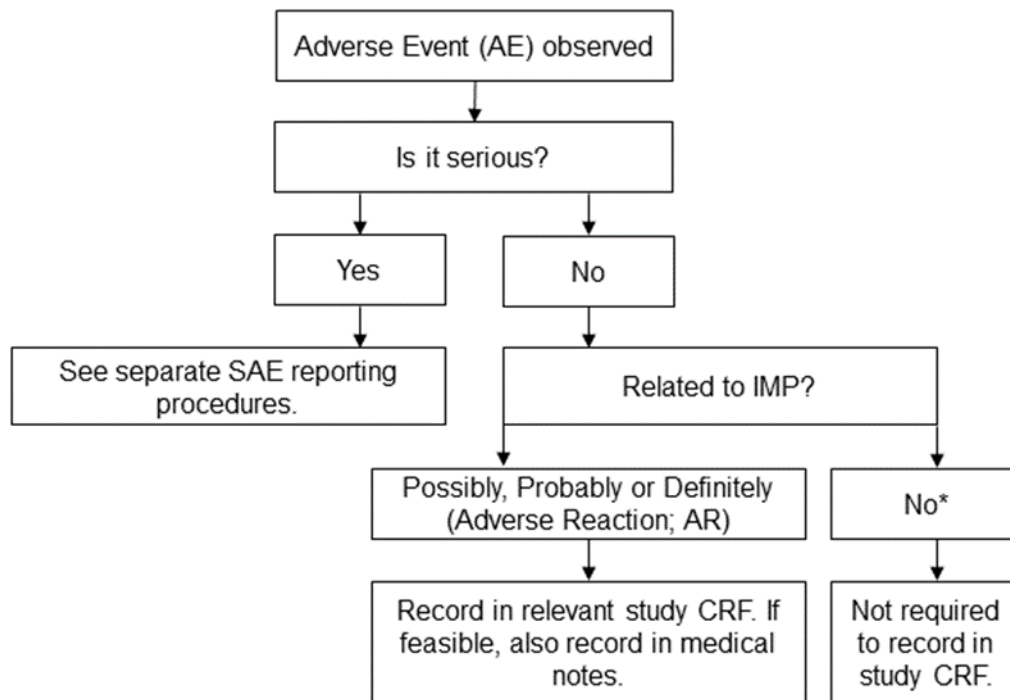 Adverse Event (AE) observed
Is it serious?
Yes
No
See separate SAE reporting
procedures.
Related to IMP?
Possibly, Probably or Definitely
(Adverse Reaction; AR)
No*
Record in relevant study CRF. If
feasible, also record in medical
notes.
Not required
to record in
study CRF.